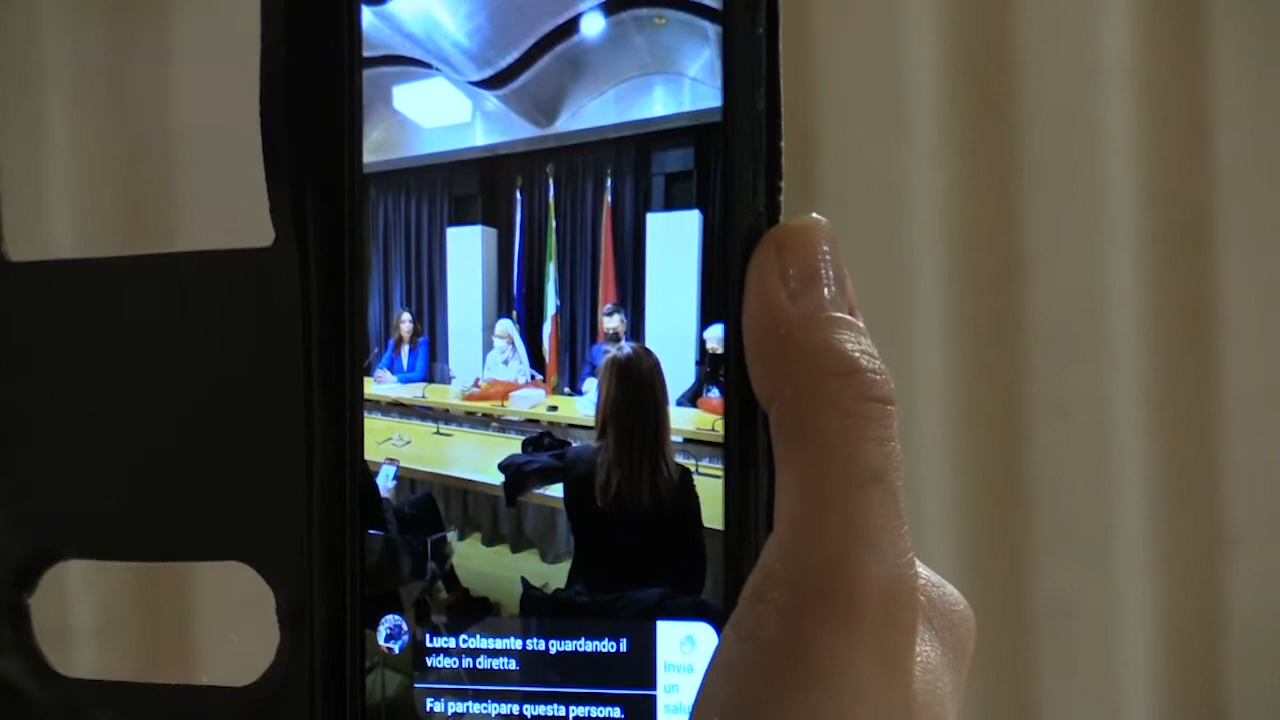 Luca Colasante sta guardando il
video in diretta.
Invia
un
Fai partecipare questa persona.